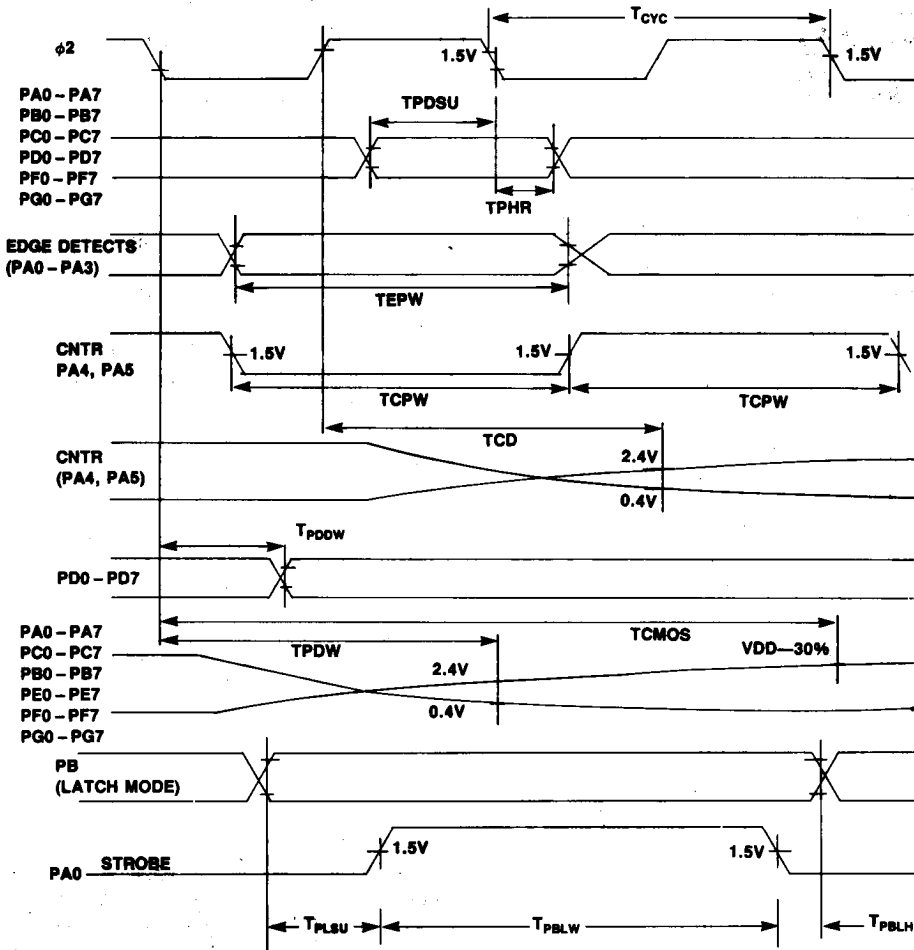 TCYC
φ2
1.5V
1.5V
PA0–PA7
PB0–PB7
PC0–PC7
PD0–PD7
PF0–PF7
PG0–PG7
TPDSU
TPHR
EDGE DETECTS
(PA0–PA3)
TEPW
CNTR
PA4, PA5
1.5V
1.5V
1.5V
TCPW
TCPW
TCD
CNTR
(PA4, PA5)
2.4V
0.4V
TPDDW
PD0–PD7
PA0–PA7
PC0–PC7
PB0–PB7
PE0–PE7
PF0–PF7
PG0–PG7
TCMOS
TPDW
VDD—30%
2.4V
0.4V
PB
(LATCH MODE)
PA0 STROBE
1.5V
1.5V
TPLSU
TPBLW
TPBLH